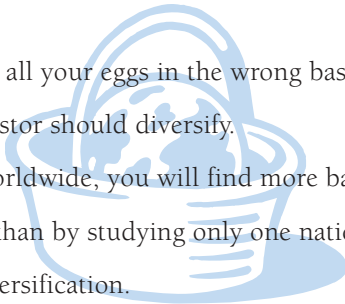 all your eggs in the wrong bas
stor should diversify.
orldwide, you will find more ba
than by studying only one natio
ersification.